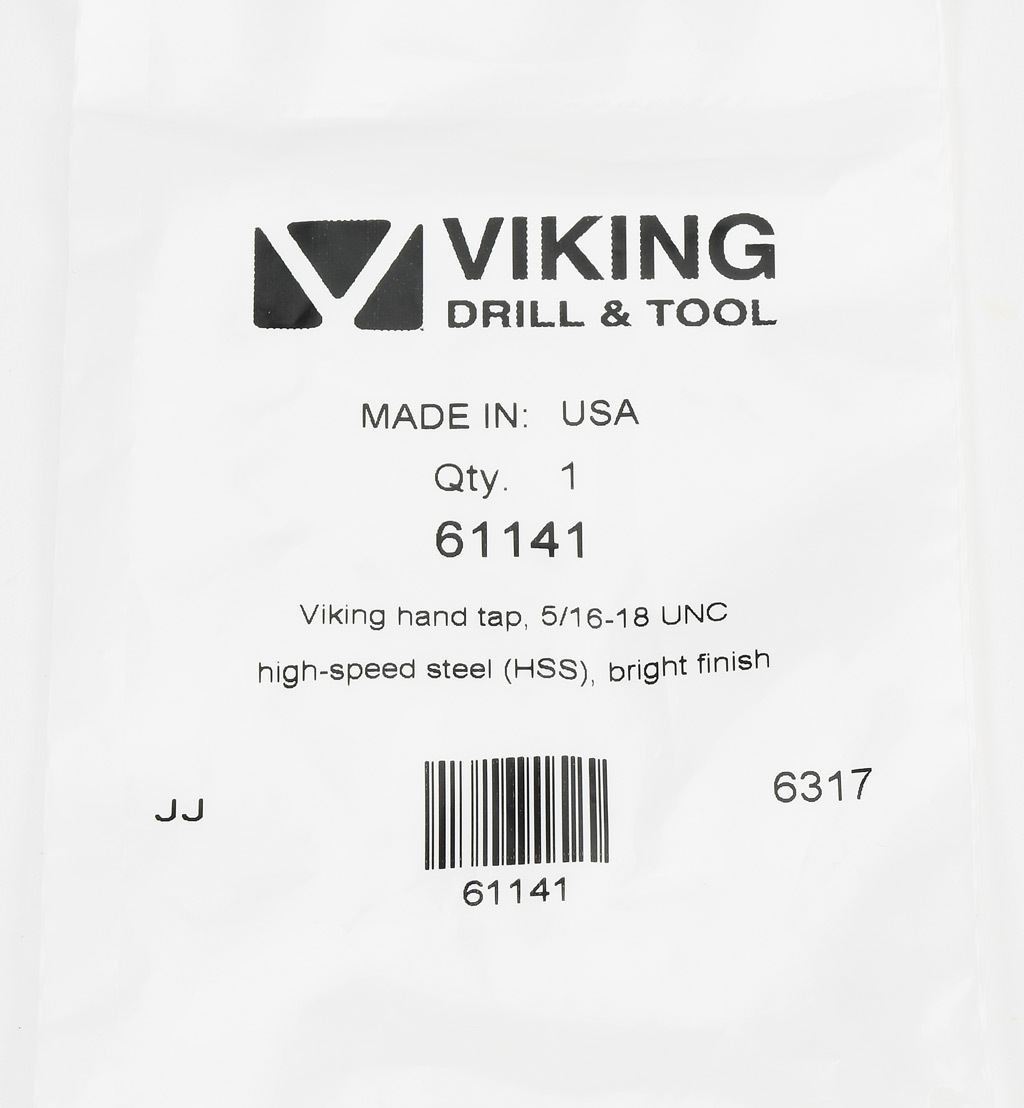 VIKING
DRILL & TOOL
MADE IN: USA
Qty. 1
61141
Viking hand tap, 5/16-18 UNC
high-speed steel (HSS), bright finish
JJ
6317
61141